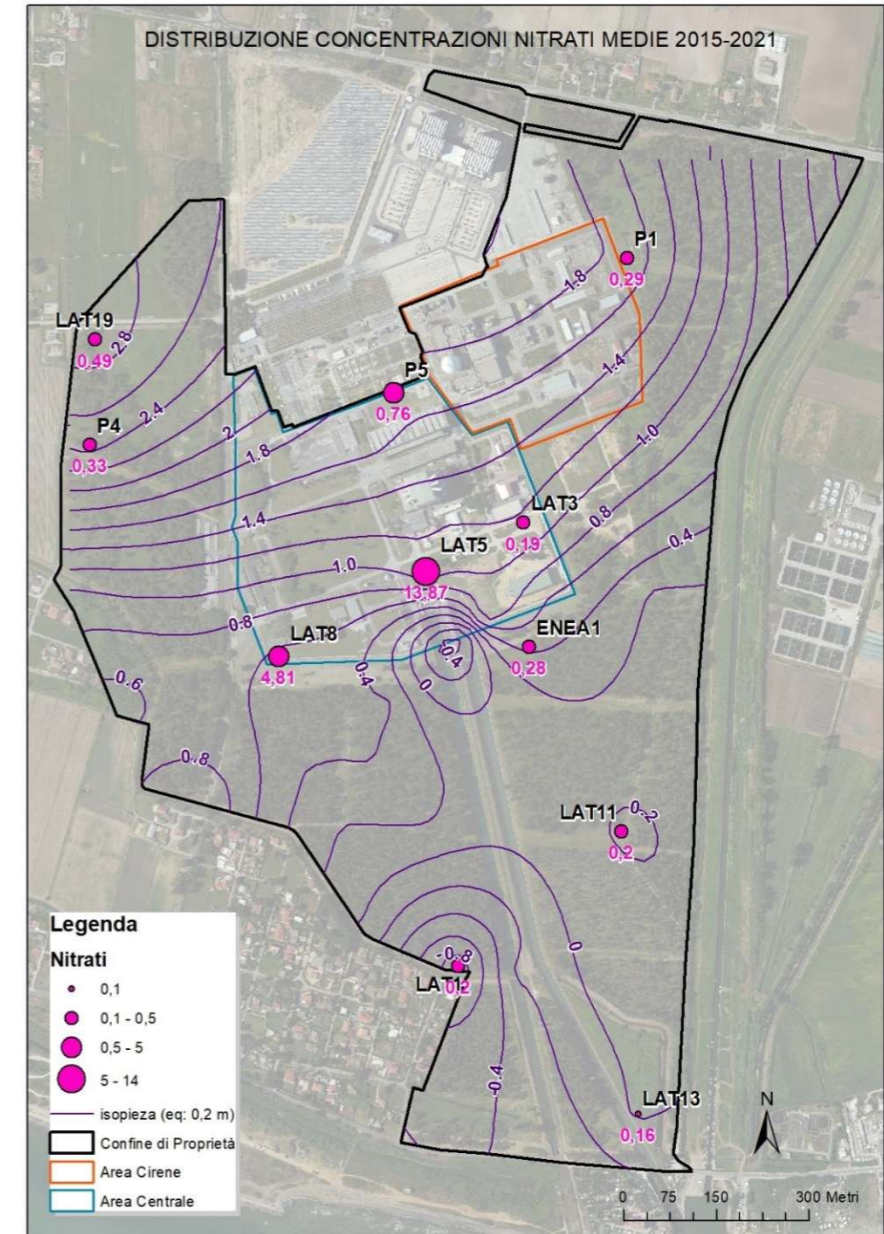 DISTRIBUZIONE CONCENTRAZIONI NITRATI MEDIE 2015-2021
P1
0,29
1.8
LAT19
0,49
2.8
P5
0,76
1.4
2.4
P4
0,33
2
1.8
1.0
1.4
LAT3
0,19
0.8
LAT5
13,87
1.0
0.4
0.8
LAT8
4,81
ENEA1
0,28
-0.4
0.4
0
0.6
0.8
LAT11
0.2
0,2
0
-0.8
LAT1
0,2
-0.4
LAT13
0,16
Legenda
Nitrati
0,1
0,1 - 0,5
0,5 - 5
5 - 14
isopieza (eq: 0,2 m)
Confine di Proprietà
Area Cirene
Area Centrale
N
0 75 150 300 Metri